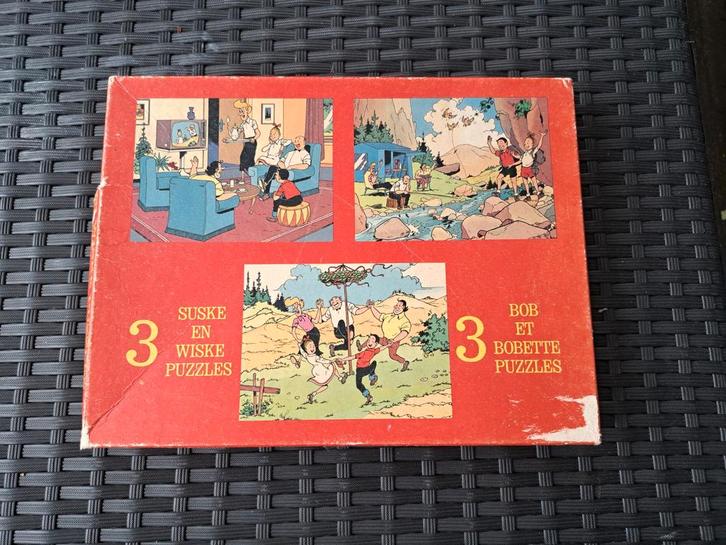 3
SUSKE
EN
WISKE
PUZZLES
3
BOB
ET
BOBETTE
PUZZLES